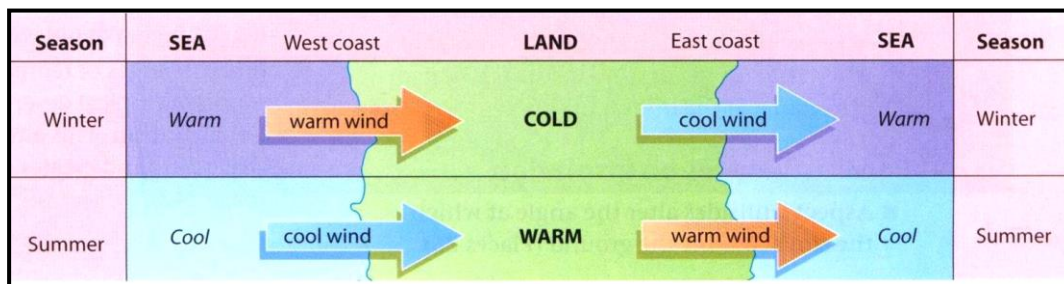 Season SEA West coast LAND East coast SEA Season
Winter Warm warm wind COLD cool wind Warm Winter
Summer Cool cool wind WARM warm wind Cool Summer